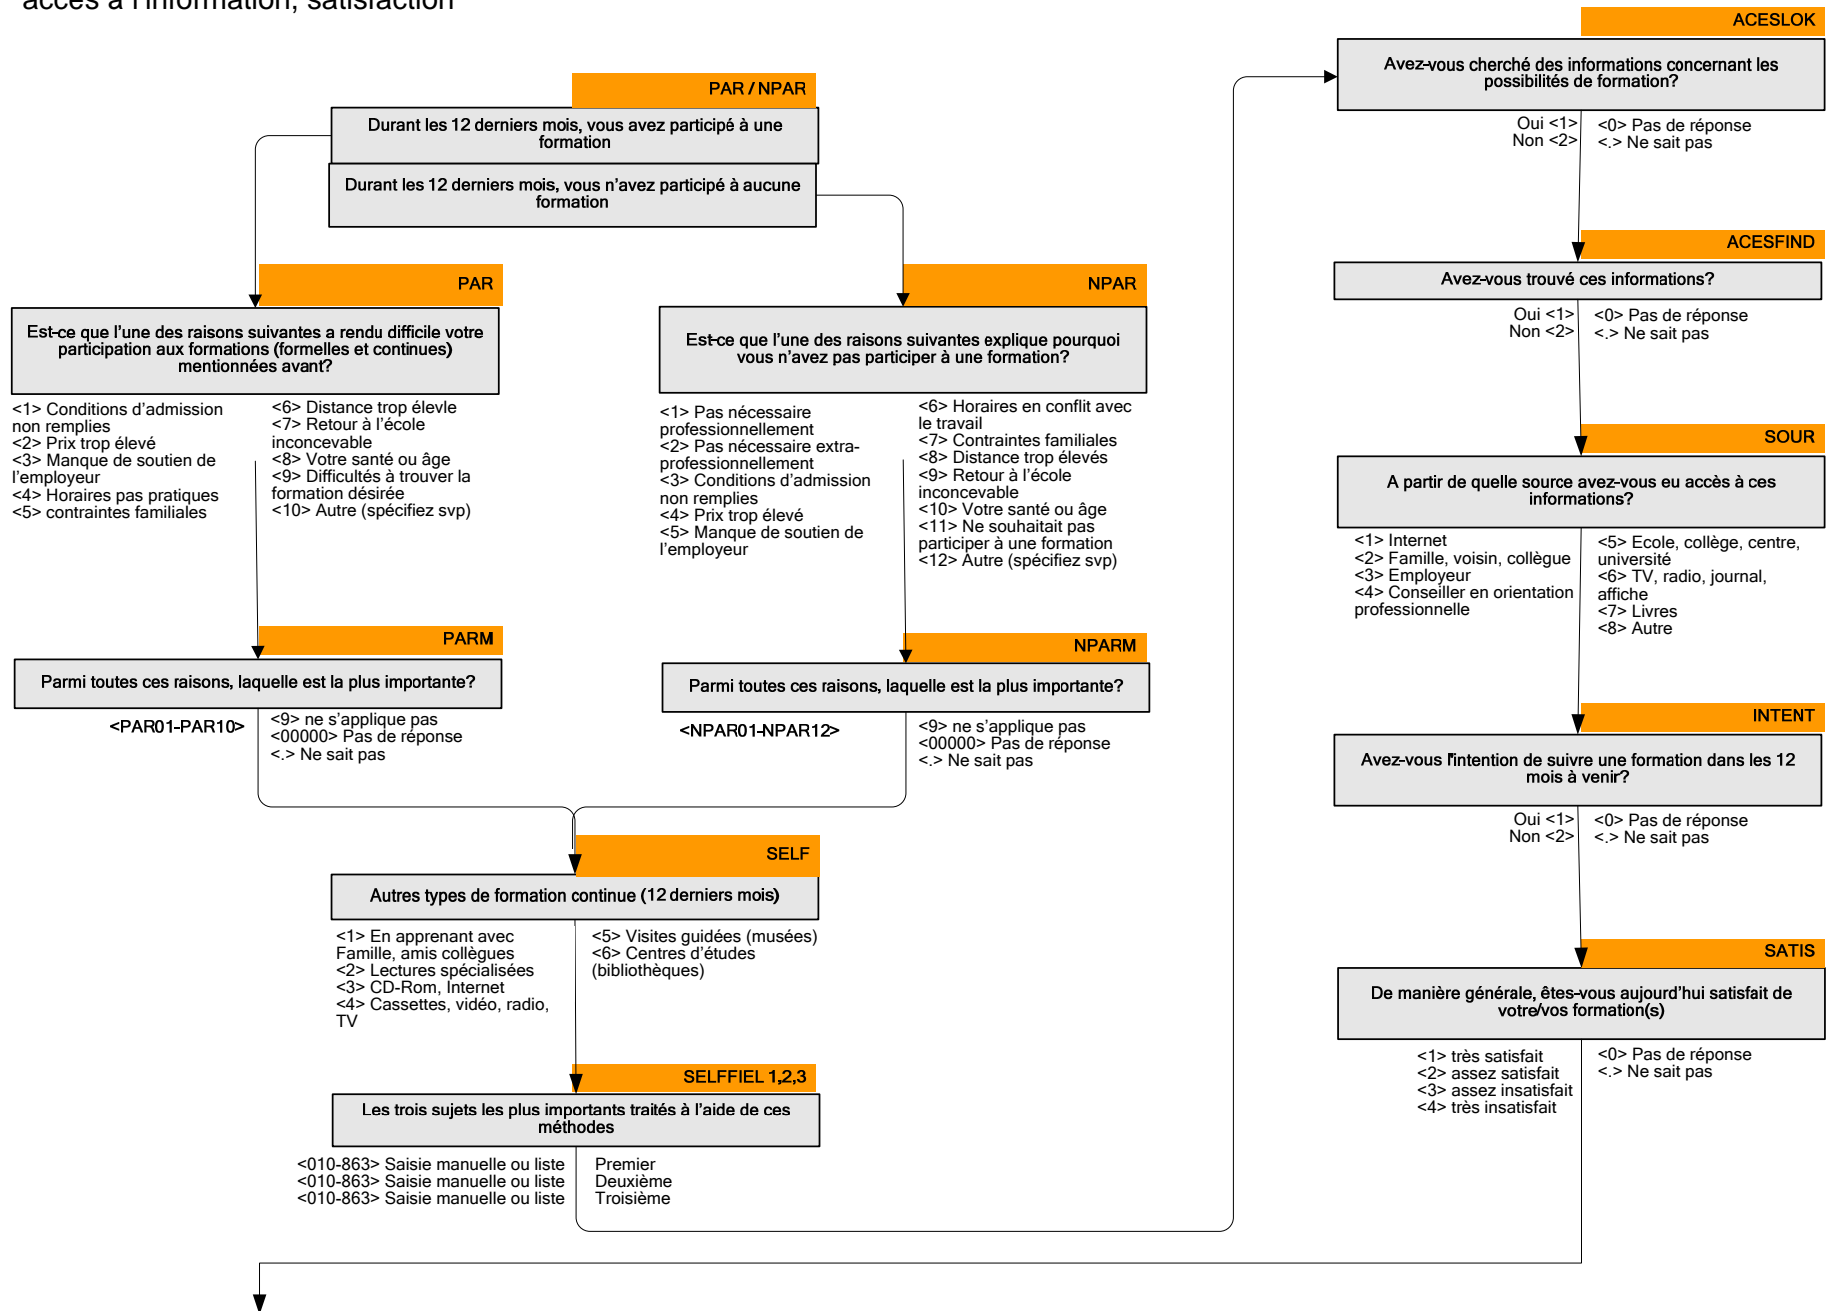 accès à l'information, satisfaction
PAR / NPAR
Durant les 12 derniers mois, vous avez participé à une
formation
Durant les 12 derniers mois, vous n'avez participé à aucune
formation
PAR
Est-ce que l'une des raisons suivantes a rendu difficile votre
participation aux formations (formelles et continues)
mentionnées avant?
<1> Conditions d'admission
non remplies
<2> Prix trop élevé
<3> Manque de soutien de
l'employeur
<4> Horaires pas pratiques
<5> contraintes familiales
<6> Distance trop élevle
<7> Retour à l'école
inconcevable
<8> Votre santé ou âge
<9> Difficultés à trouver la
formation désirée
<10> Autre (spécifiez svp)
NPAR
Est-ce que l'une des raisons suivantes explique pourquoi
vous n'avez pas participer à une formation?
<1> Pas nécessaire
professionnellement
<2> Pas nécessaire extra-
professionnellement
<3> Conditions d'admission
non remplies
<4> Prix trop élevé
<5> Manque de soutien de
l'employeur
<6> Horaires en conflit avec
le travail
<7> Contraintes familiales
<8> Distance trop élevés
<9> Retour à l'école
inconcevable
<10> Votre santé ou âge
<11> Ne souhaitait pas
participer à une formation
<12> Autre (spécifiez svp)
PARM
Parmi toutes ces raisons, laquelle est la plus importante?
<PAR01-PAR10>
<9> ne s'applique pas
<00000> Pas de réponse
<.> Ne sait pas
NPARM
Parmi toutes ces raisons, laquelle est la plus importante?
<NPAR01-NPAR12>
<9> ne s'applique pas
<00000> Pas de réponse
<.> Ne sait pas
SELF
Autres types de formation continue (12 derniers mois)
<1> En apprenant avec
Famille, amis collègues
<2> Lectures spécialisées
<3> CD-Rom, Internet
<4> Cassettes, vidéo, radio,
TV
<5> Visites guidées (musées)
<6> Centres d'études
(bibliothèques)
SELFFIEL 1,2,3
Les trois sujets les plus importants traités à l'aide de ces
méthodes
<010-863> Saisie manuelle ou liste Premier
<010-863> Saisie manuelle ou liste Deuxième
<010-863> Saisie manuelle ou liste Troisième
ACESLOK
Avez-vous cherché des informations concernant les
possibilités de formation?
Oui <1> <0> Pas de réponse
Non <2> <.> Ne sait pas
ACESFIND
Avez-vous trouvé ces informations?
Oui <1> <0> Pas de réponse
Non <2> <.> Ne sait pas
SOUR
A partir de quelle source avez-vous eu accès à ces
informations?
<1> Internet
<2> Famille, voisin, collègue
<3> Employeur
<4> Conseiller en orientation
professionnelle
<5> Ecole, collège, centre,
université
<6> TV, radio, journal,
affiche
<7> Livres
<8> Autre
INTENT
Avez-vous l'intention de suivre une formation dans les 12
mois à venir?
Oui <1> <0> Pas de réponse
Non <2> <.> Ne sait pas
SATIS
De manière générale, êtes-vous aujourd'hui satisfait de
votre/vos formation(s)
<1> très satisfait
<2> assez satisfait
<3> assez insatisfait
<4> très insatisfait
<0> Pas de réponse
<.> Ne sait pas